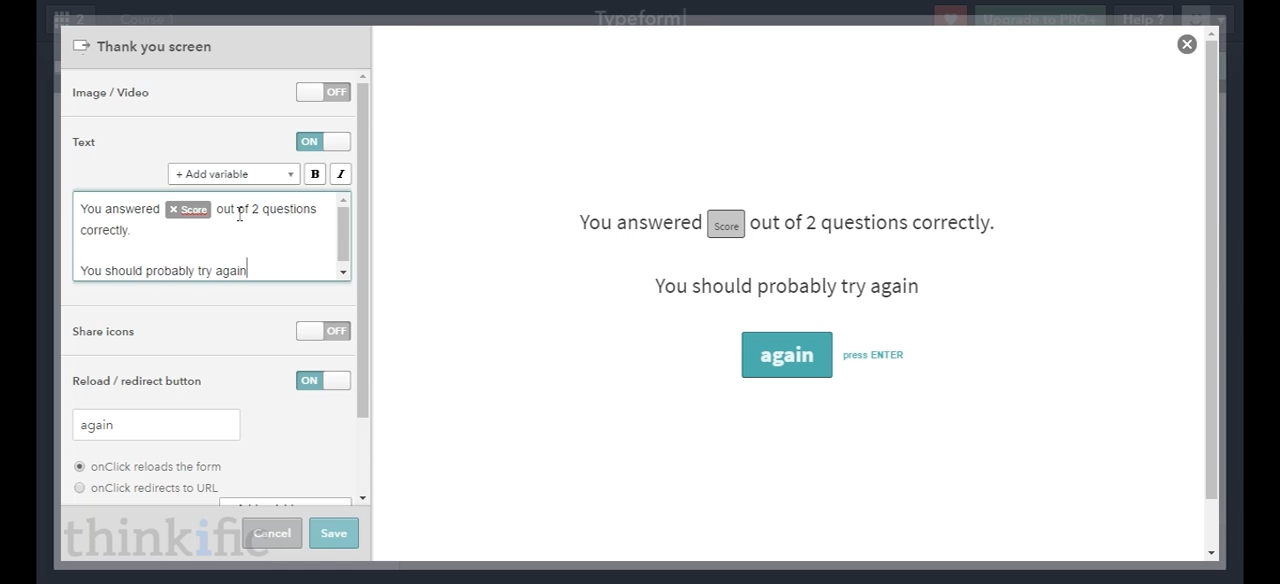 2 Course 1 Typeform Upgrade to PRO+ Help ?
Thank you screen
Image / Video OFF
Text ON
+ Add variable B I
You answered × Score out of 2 questions
correctly.
You should probably try again
Share icons OFF
Reload / redirect button ON
again
onClick reloads the form
onClick redirects to URL
Cancel Save
thinkific
You answered Score out of 2 questions correctly.
You should probably try again
again press ENTER